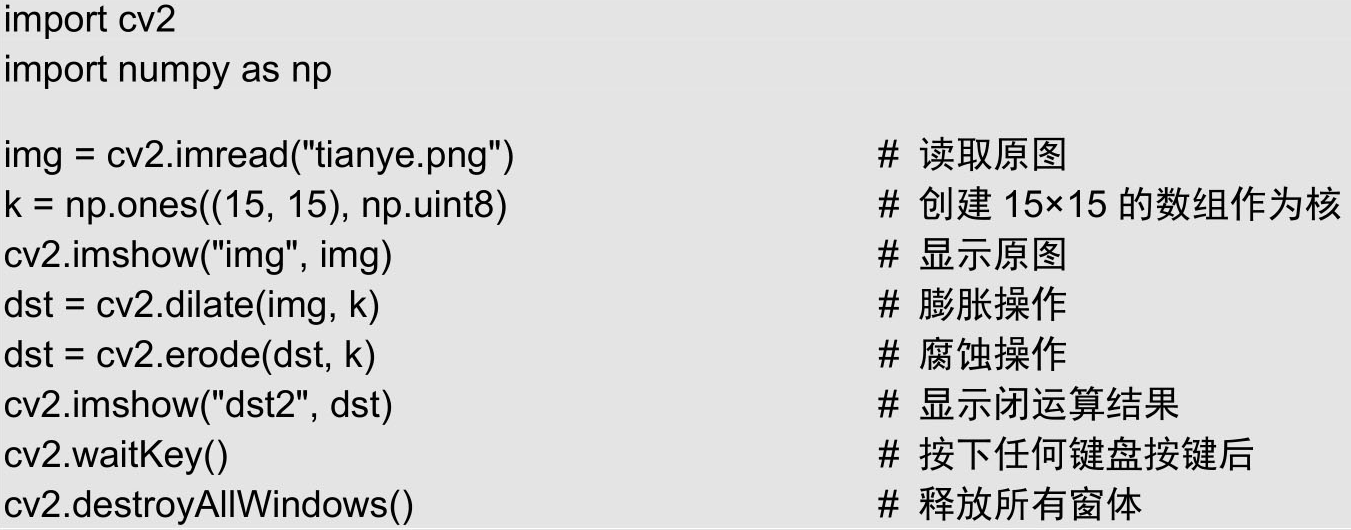 import cv2
import numpy as np
img = cv2.imread("tianye.png") # 读取原图
k = np.ones((15, 15), np.uint8) # 创建 15×15 的数组作为核
cv2.imshow("img", img) # 显示原图
dst = cv2.dilate(img, k) # 膨胀操作
dst = cv2.erode(dst, k) # 腐蚀操作
cv2.imshow("dst2", dst) # 显示闭运算结果
cv2.waitKey() # 按下任何键盘按键后
cv2.destroyAllWindows() # 释放所有窗体